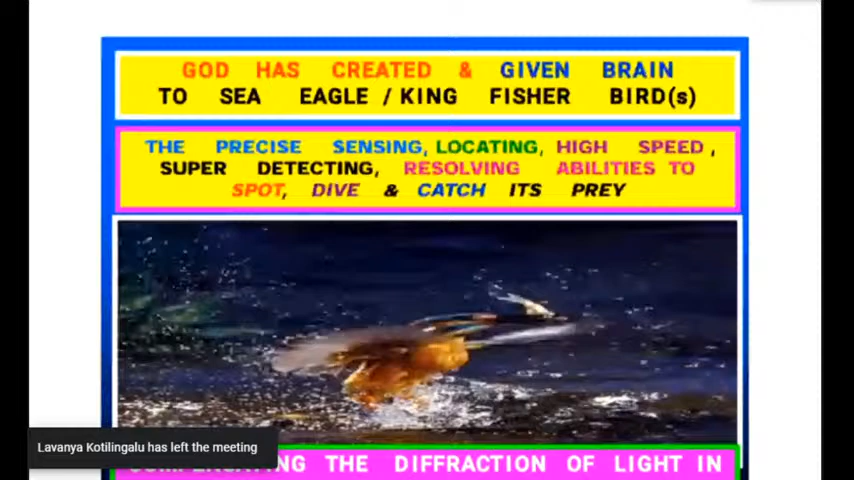 GOD HAS CREATED & GIVEN BRAIN
TO SEA EAGLE / KING FISHER BIRD(s)
THE PRECISE SENSING, LOCATING, HIGH SPEED,
SUPER DETECTING, RESOLVING ABILITIES TO
SPOT, DIVE & CATCH ITS PREY
Lavanya Kotilingalu has left the meeting
COMPENSATING THE DIFFRACTION OF LIGHT IN